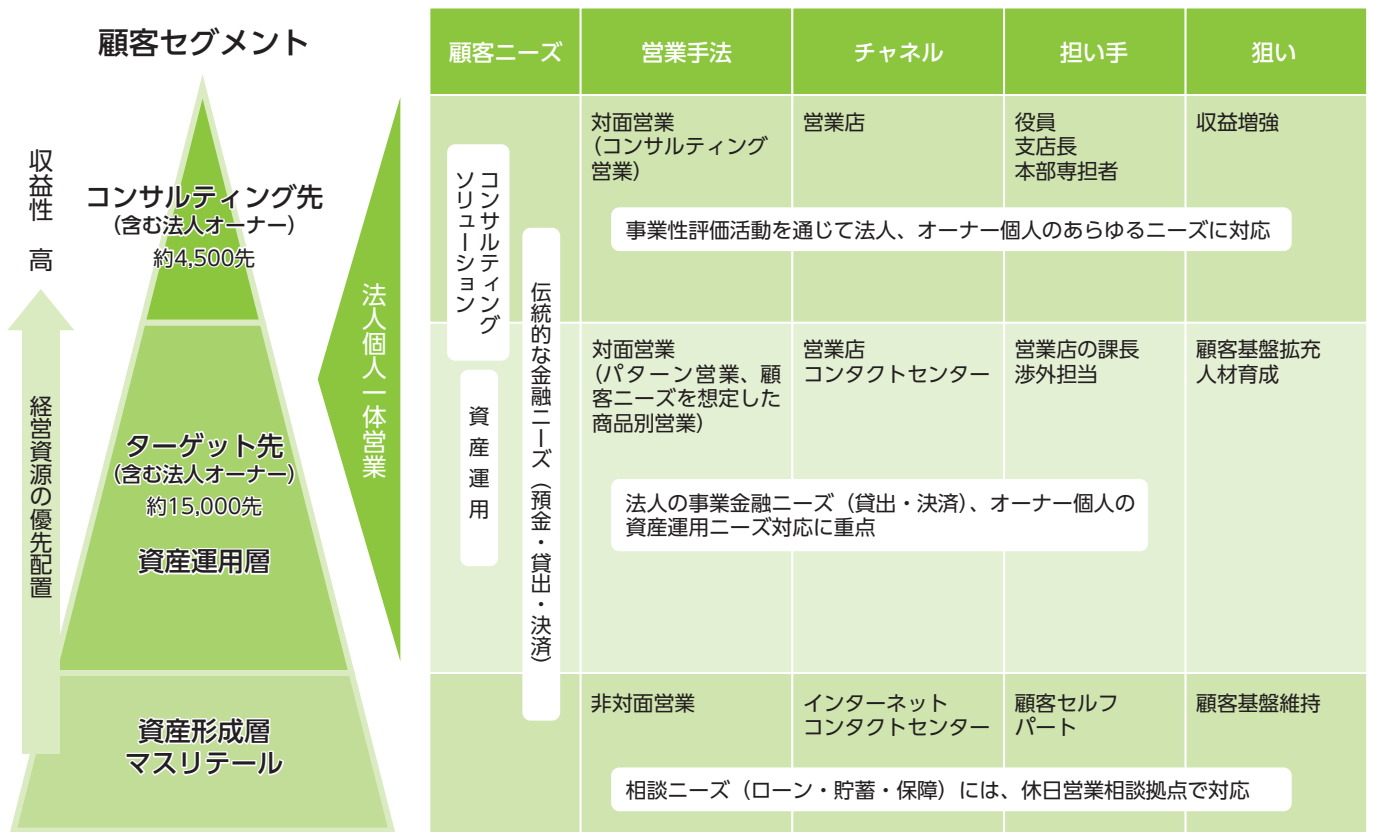 顧客セグメント
収益性 高
経営資源の優先配置
コンサルティング先
（含む法人オーナー）
約4,500先
ターゲット先
（含む法人オーナー）
約15,000先
資産運用層
資産形成層
マスリテール
法人個人一体営業
顧客ニーズ
営業手法
チャネル
担い手
狙い
コンサルティング
ソリューション
資産運用
伝統的な金融ニーズ（預金・貸出・決済）
対面営業
（コンサルティング
営業）
営業店
役員
支店長
本部専担者
収益増強
事業性評価活動を通じて法人、オーナー個人のあらゆるニーズに対応
対面営業
（パターン営業、顧
客ニーズを想定した
商品別営業）
営業店
コンタクトセンター
営業店の課長
渉外担当
顧客基盤拡充
人材育成
法人の事業金融ニーズ（貸出・決済）、オーナー個人の
資産運用ニーズ対応に重点
非対面営業
インターネット
コンタクトセンター
顧客セルフ
パート
顧客基盤維持
相談ニーズ（ローン・貯蓄・保障）には、休日営業相談拠点で対応